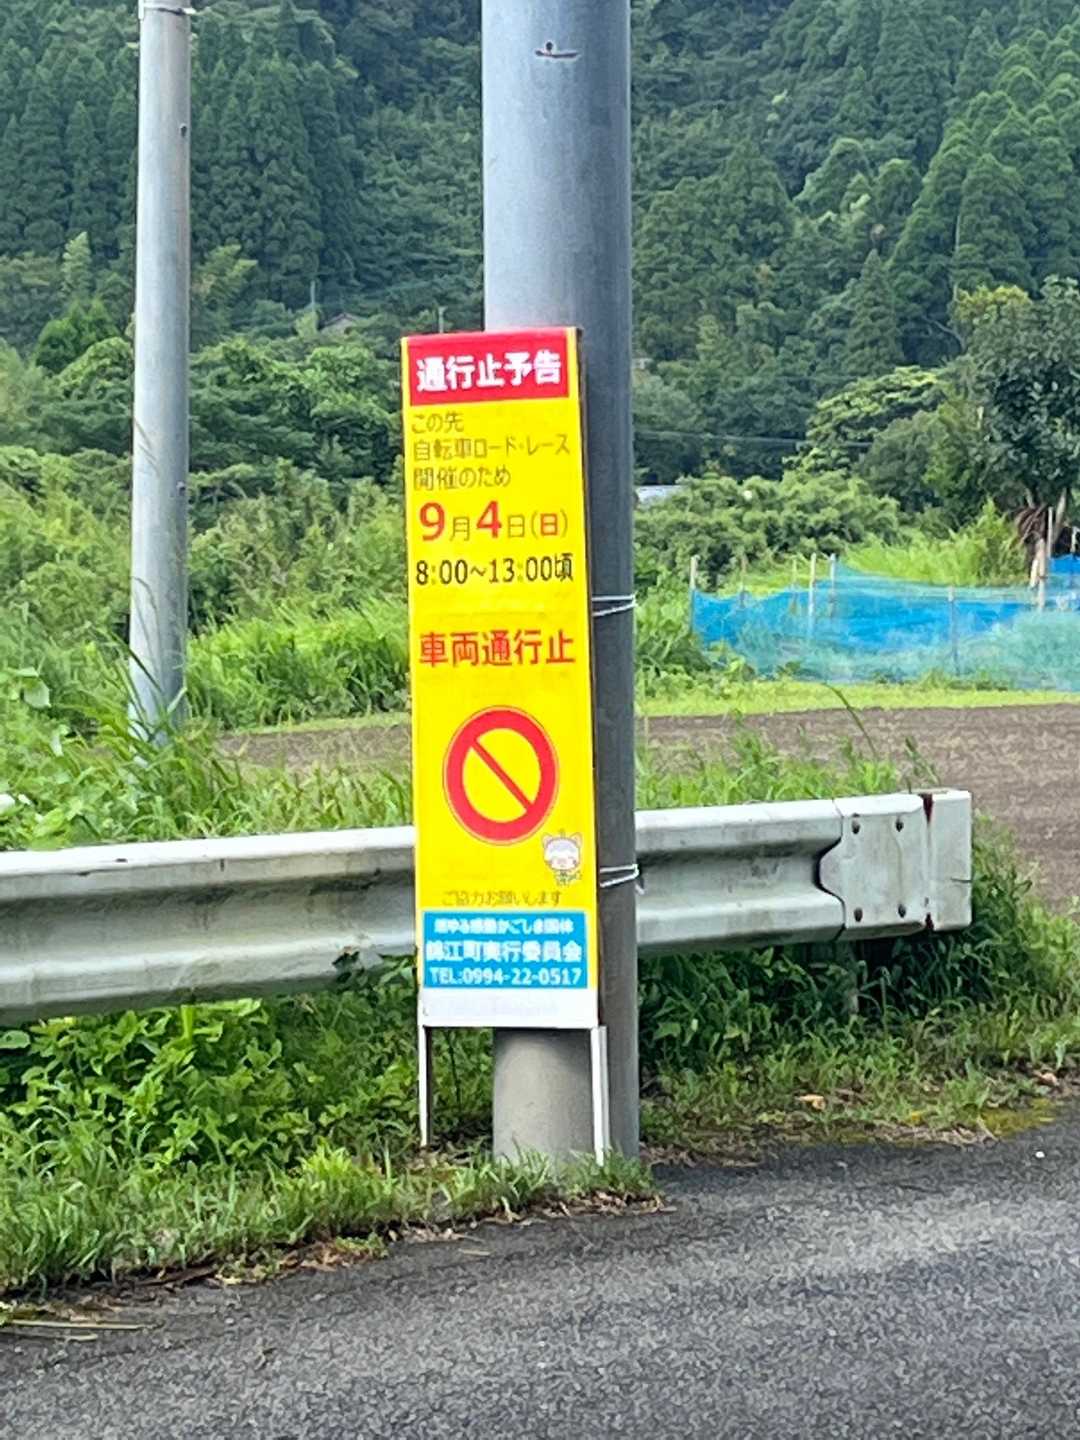 通行止予告
この先
自転車ロード・レース
開催のため
9月4日(日)
8:00〜13:00頃
車両通行止
ご協力お願いします
燃ゆる感動かごしま国体
錦江町実行委員会
TEL:0994-22-0517